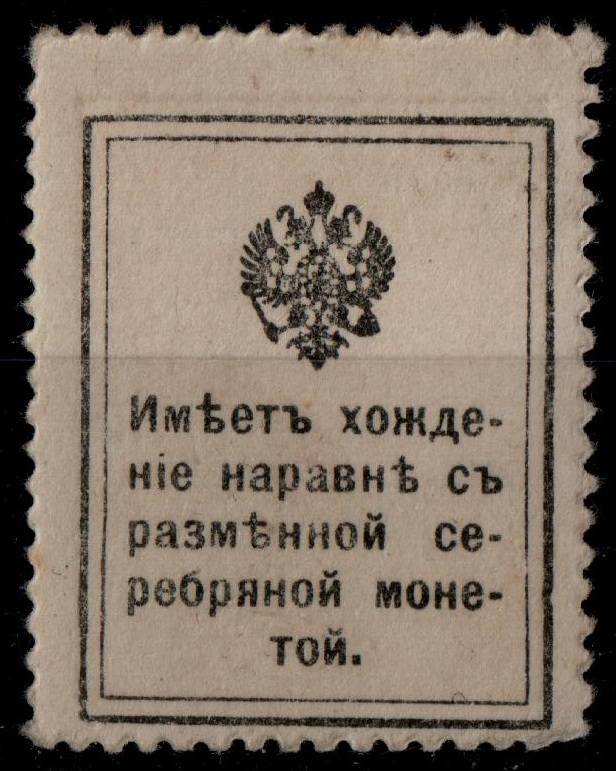 Имѣетъ хожде-
ніе наравнѣ съ
размѣнной се-
ребряной моне-
той.